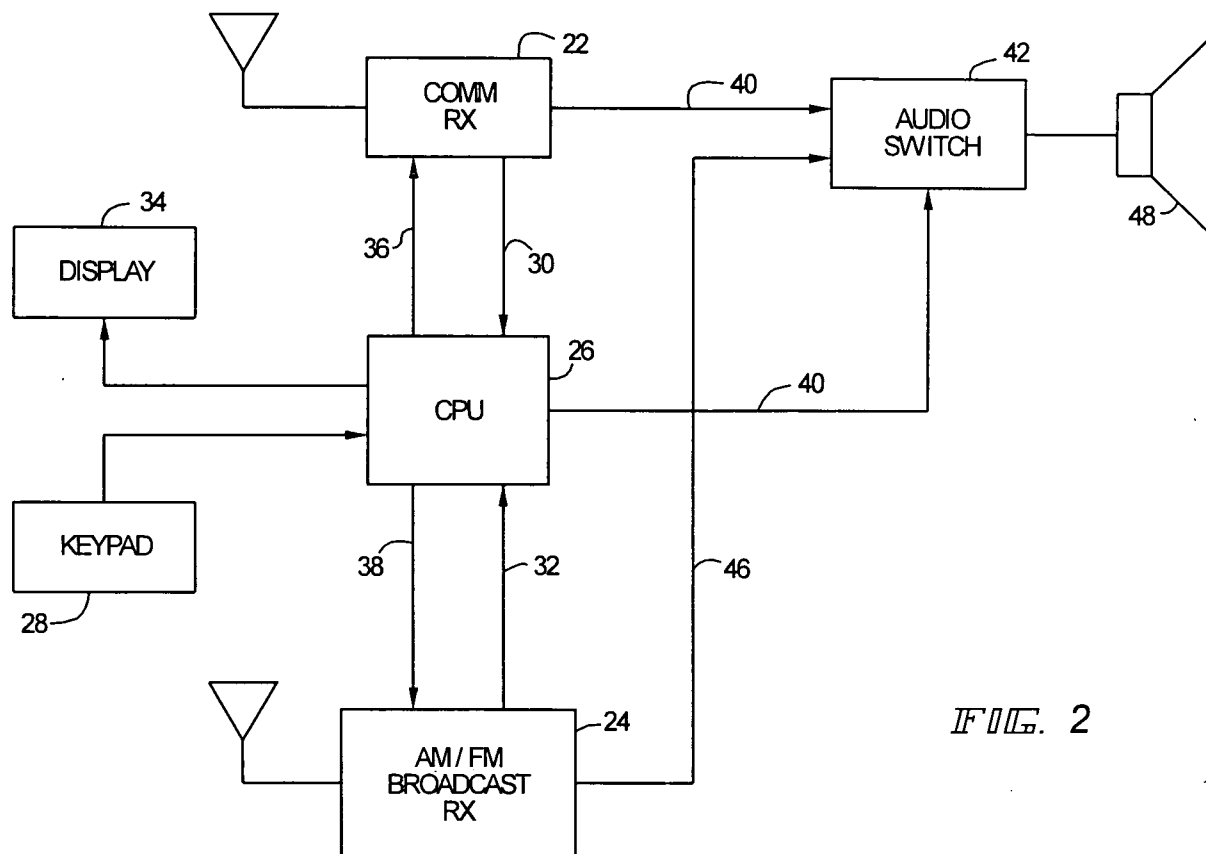 22
COMM
RX
40
42
AUDIO
SWITCH
48
34
DISPLAY
36
30
26
CPU
40
KEYPAD
28
38
32
46
24
AM / FM
BROADCAST
RX
FIG. 2